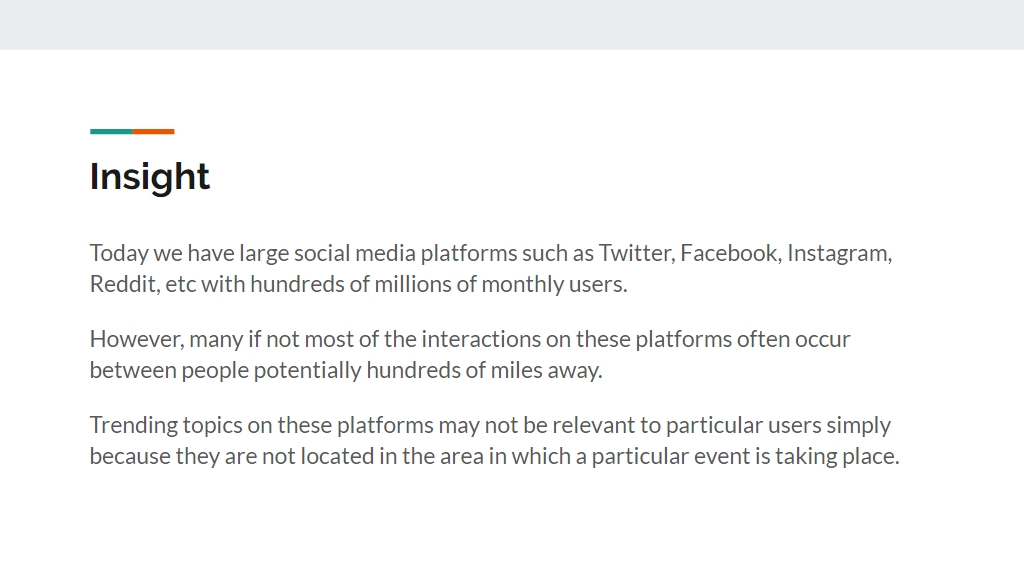 Insight
Today we have large social media platforms such as Twitter, Facebook, Instagram,
Reddit, etc with hundreds of millions of monthly users.
However, many if not most of the interactions on these platforms often occur
between people potentially hundreds of miles away.
Trending topics on these platforms may not be relevant to particular users simply
because they are not located in the area in which a particular event is taking place.